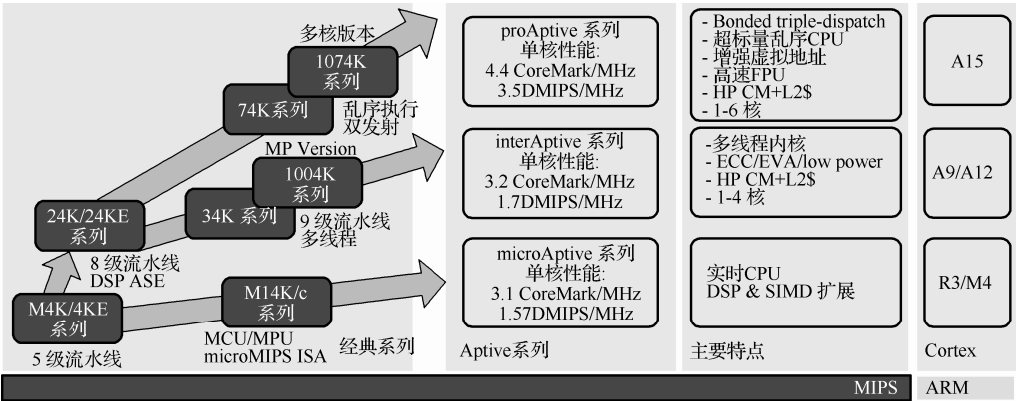 多核版本
1074K
系列
74K系列
乱序执行
双发射
MP Version
1004K
系列
24K/24KE
系列
34K 系列
9 级流水线
多线程
8 级流水线
DSP ASE
M4K/4KE
系列
M14K/c
系列
5 级流水线
MCU/MPU
microMIPS ISA
经典系列
proAptive 系列
单核性能:
4.4 CoreMark/MHz
3.5DMIPS/MHz
interAptive 系列
单核性能:
3.2 CoreMark/MHz
1.7DMIPS/MHz
microAptive 系列
单核性能:
3.1 CoreMark/MHz
1.57DMIPS/MHz
Aptive系列
- Bonded triple-dispatch
- 超标量乱序CPU
- 增强虚拟地址
- 高速FPU
- HP CM+L2$
- 1-6 核
-多线程内核
- ECC/EVA/low power
- HP CM+L2$
- 1-4 核
实时CPU
DSP & SIMD 扩展
主要特点
A15
A9/A12
R3/M4
Cortex
MIPS
ARM